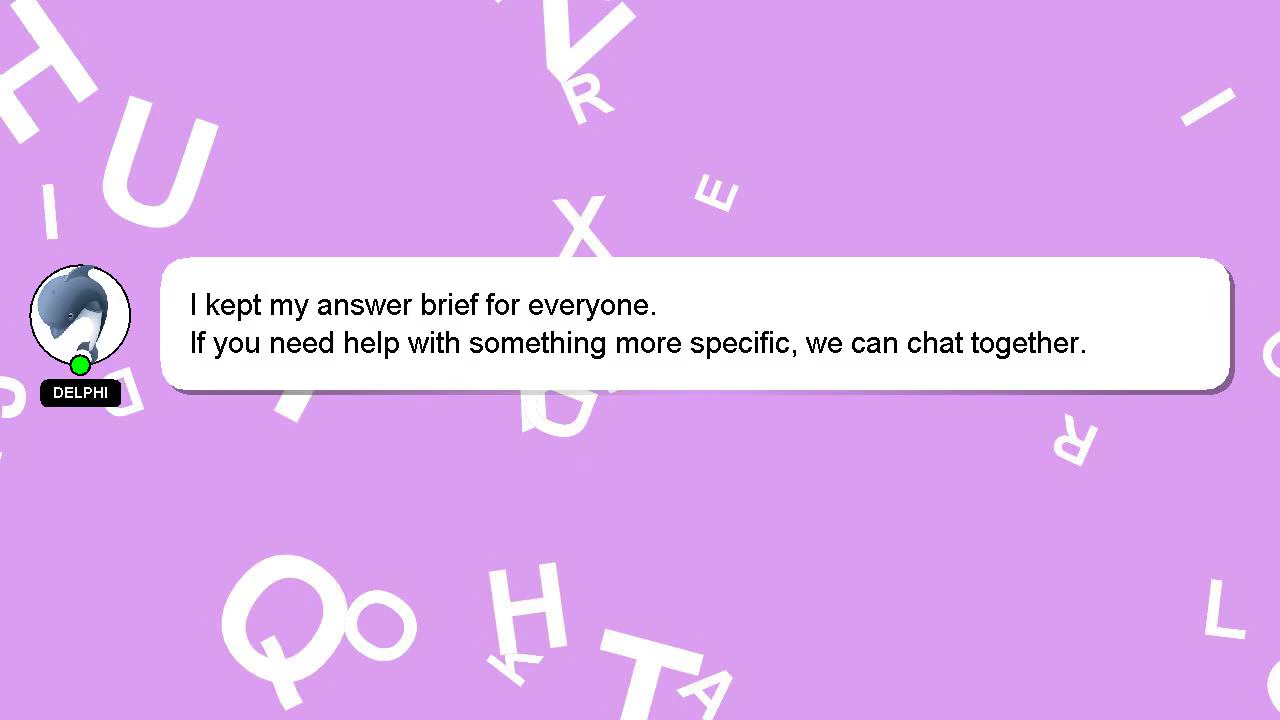 H
U
I
V
R
I
E
X
I kept my answer brief for everyone.
If you need help with something more specific, we can chat together.
DELPHI
D
R
Q
O
H
K
T
A
L